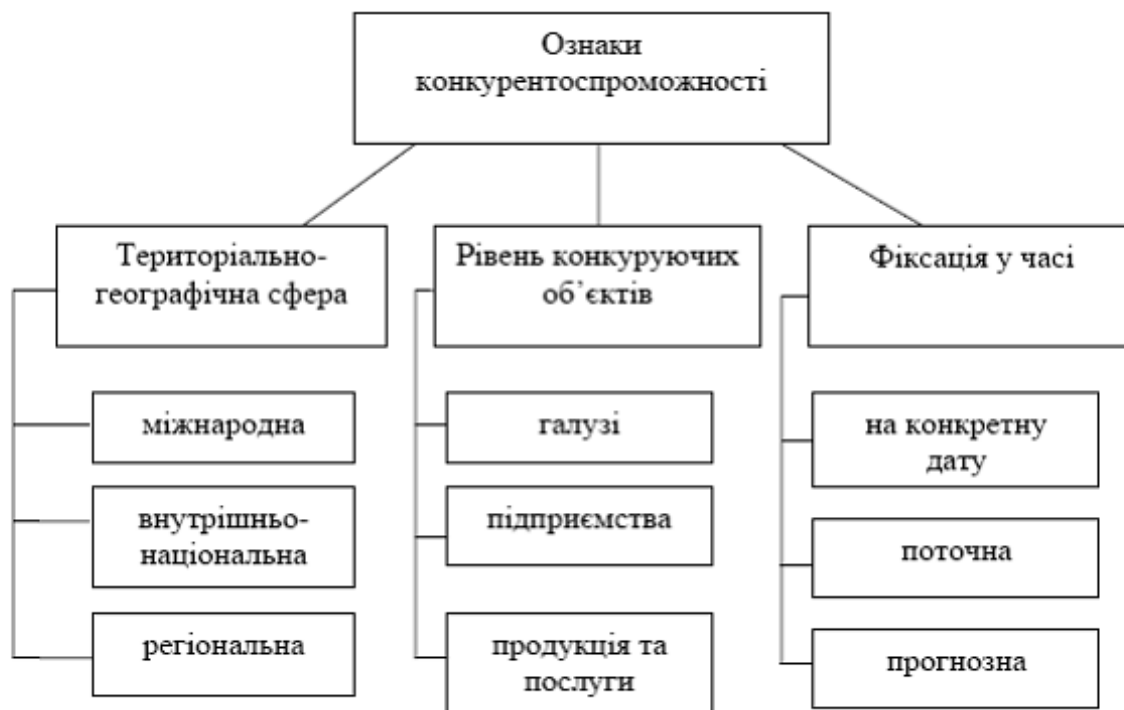 Ознаки
конкурентоспроможності
Територіально-
географічна сфера
міжнародна
внутрішньо-
національна
регіональна
Рівень конкуруючих
об’єктів
галузі
підприємства
продукція та
послуги
Фіксація у часі
на конкретну
дату
поточна
прогнозна